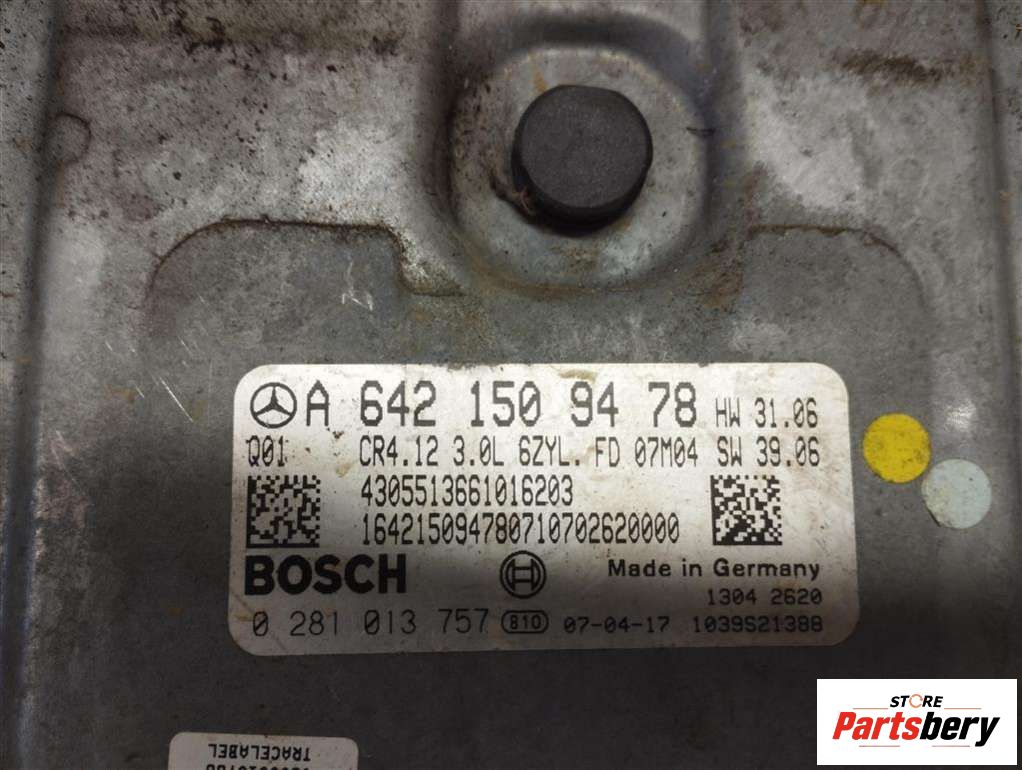 A 642 150 94 78 HW 31.06
Q01 CR4.12 3.0L 6ZYL. FD 07M04 SW 39.06
4305513661016203
164215094780710702620000
BOSCH Made in Germany
1304 2620
0 281 013 757 810 07-04-17 1039S21388
TRACELABEL
STORE
Partsbery